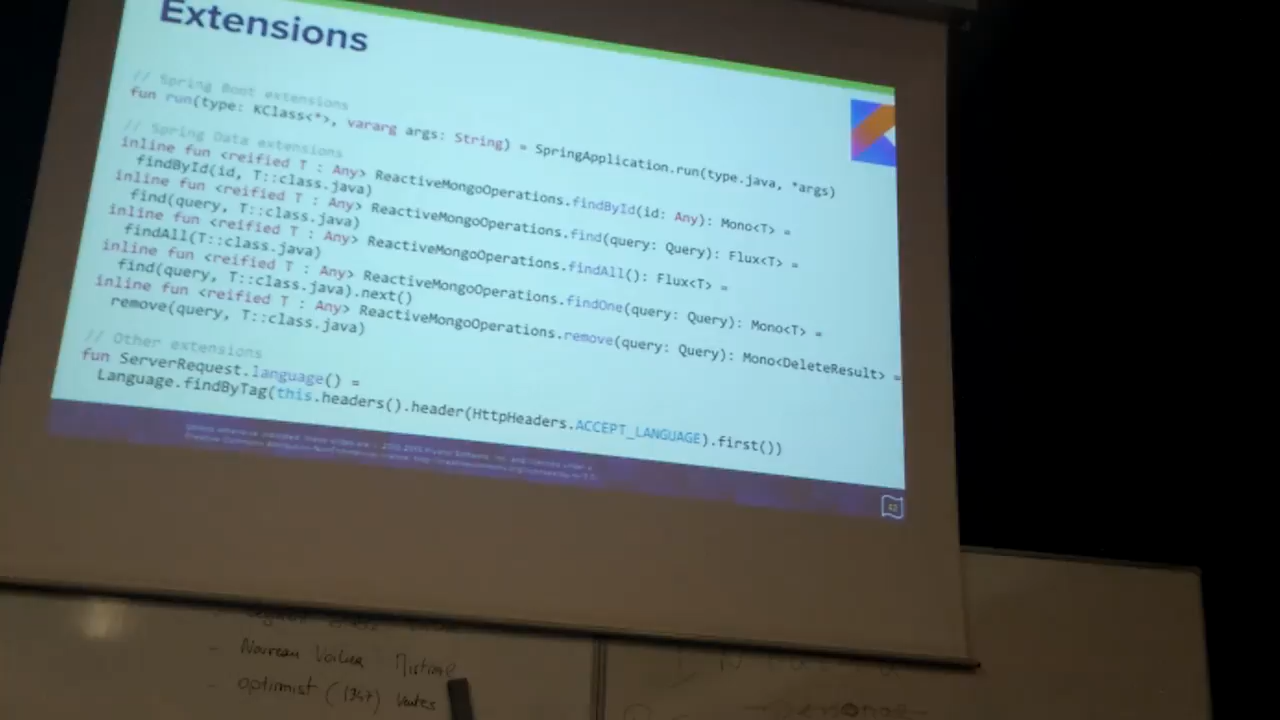 Extensions
// Spring Boot extensions
fun run(type: KClass<*>, vararg args: String) = SpringApplication.run(type.java, *args)
// Spring Data extensions
inline fun <reified T : Any> ReactiveMongoOperations.findById(id: Any): Mono<T> =
findById(id, T::class.java)
inline fun <reified T : Any> ReactiveMongoOperations.find(query: Query): Flux<T> =
find(query, T::class.java)
inline fun <reified T : Any> ReactiveMongoOperations.findAll(): Flux<T> =
findAll(T::class.java)
inline fun <reified T : Any> ReactiveMongoOperations.findOne(query: Query): Mono<T> =
find(query, T::class.java).next()
inline fun <reified T : Any> ReactiveMongoOperations.remove(query: Query): Mono<DeleteResult> =
remove(query, T::class.java)
// Other extensions
fun ServerRequest.language() =
Language.findByTag(this.headers().header(HttpHeaders.ACCEPT_LANGUAGE).first())
- optimist (1947)